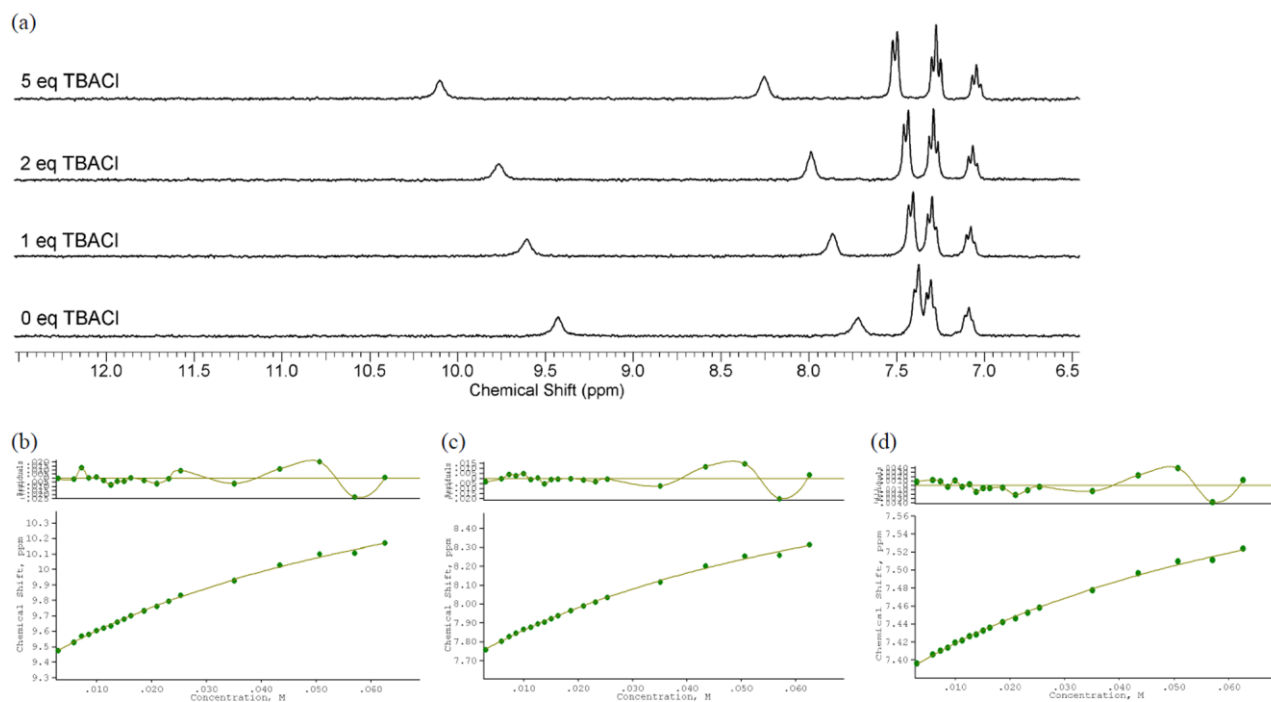 (a)
5 eq TBACl
2 eq TBACl
1 eq TBACl
0 eq TBACl
12.0 11.5 11.0 10.5 10.0 9.5 9.0 8.5 8.0 7.5 7.0 6.5
Chemical Shift (ppm)
(b)
10.3
10.2
10.1
10.0
9.9
9.8
9.7
9.6
9.5
9.4
9.3
Chemical Shift, ppm
.010 .020 .030 .040 .050 .060
Concentration, M
(c)
8.40
8.30
8.20
8.10
8.00
7.90
7.80
7.70
Chemical Shift, ppm
.010 .020 .030 .040 .050 .060
Concentration, M
(d)
7.56
7.54
7.52
7.50
7.48
7.46
7.44
7.42
7.40
Chemical Shift, ppm
.010 .020 .030 .040 .050 .060
Concentration, M